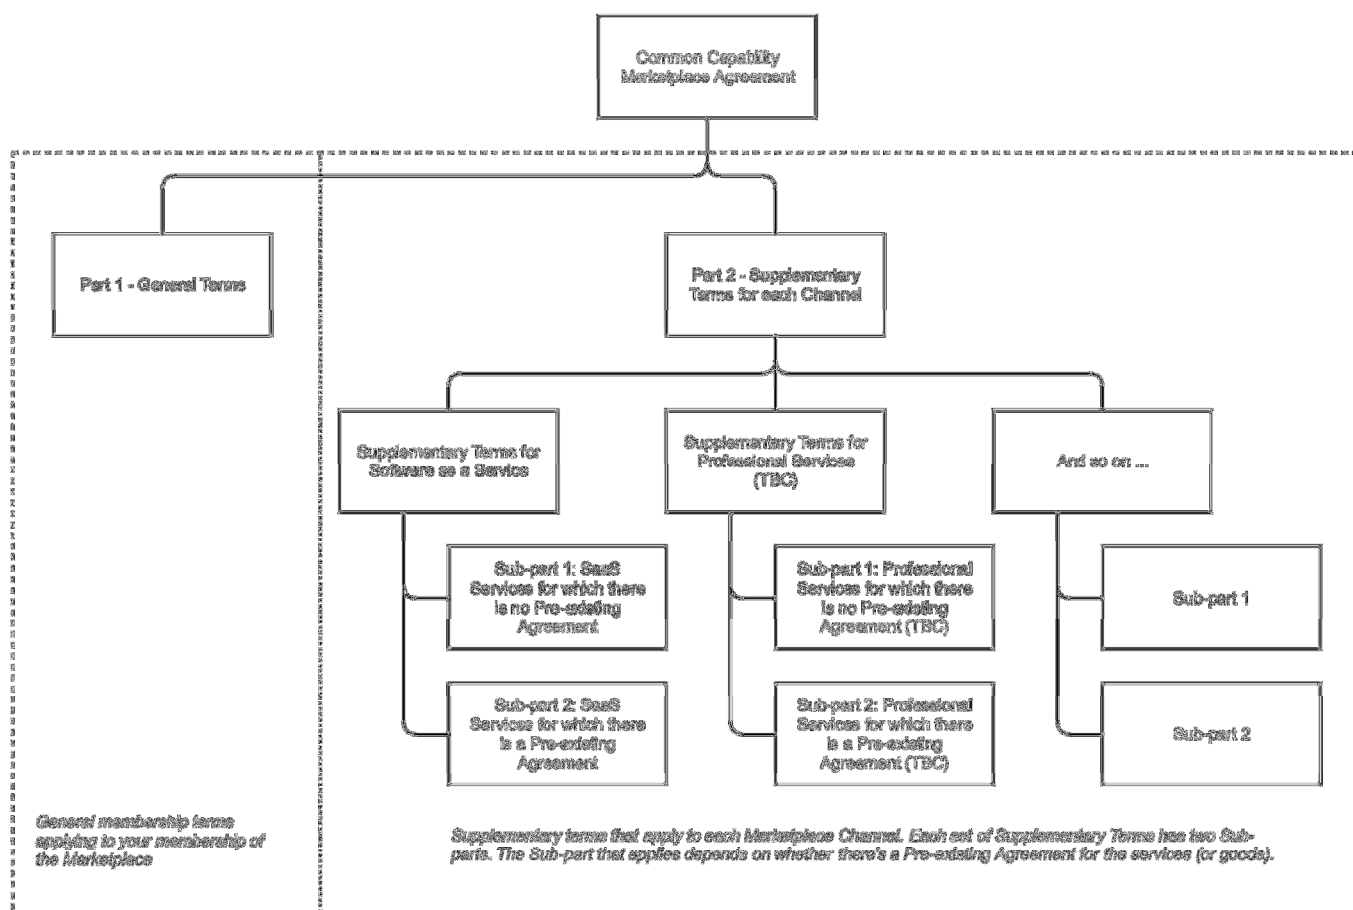 Common Capability
Marketplace Agreement
Part 1 - General Terms
Part 2 - Supplementary
Terms for each Channel
Supplementary Terms for
Software as a Service
Supplementary Terms for
Professional Services
(TBC)
And so on ...
Sub-part 1: SaaS
Services for which there
is no Pre-existing
Agreement
Sub-part 1: Professional
Services for which there
is no Pre-existing
Agreement (TBC)
Sub-part 1
Sub-part 2: SaaS
Services for which there
is a Pre-existing
Agreement
Sub-part 2: Professional
Services for which there
is a Pre-existing
Agreement (TBC)
Sub-part 2
General membership terms
applying to your membership of
the Marketplace
Supplementary terms that apply to each Marketplace Channel. Each set of Supplementary Terms has two Sub-
parts. The Sub-part that applies depends on whether there's a Pre-existing Agreement for the services (or goods).